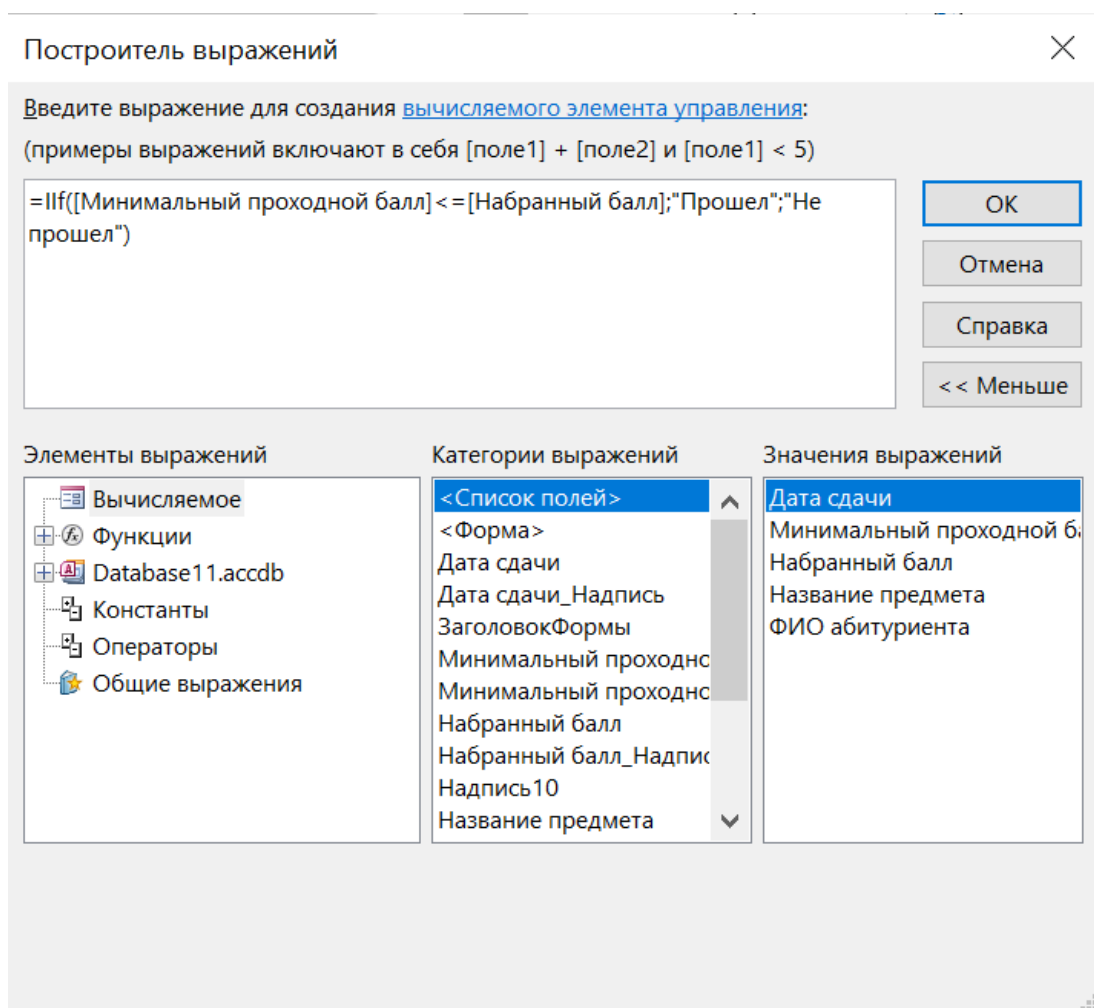 Построитель выражений
Введите выражение для создания вычисляемого элемента управления:
(примеры выражений включают в себя [поле1] + [поле2] и [поле1] < 5)
=IIf([Минимальный проходной балл]<=[Набранный балл];"Прошел";"Не
прошел")
ОК
Отмена
Справка
<< Меньше
Элементы выражений
Вычисляемое
Функции
Database11.accdb
Константы
Операторы
Общие выражения
Категории выражений
<Список полей>
<Форма>
Дата сдачи
Дата сдачи_Надпись
ЗаголовокФормы
Минимальный проходно
Минимальный проходно
Набранный балл
Набранный балл_Надпис
Надпись10
Название предмета
Значения выражений
Дата сдачи
Минимальный проходной ба
Набранный балл
Название предмета
ФИО абитуриента